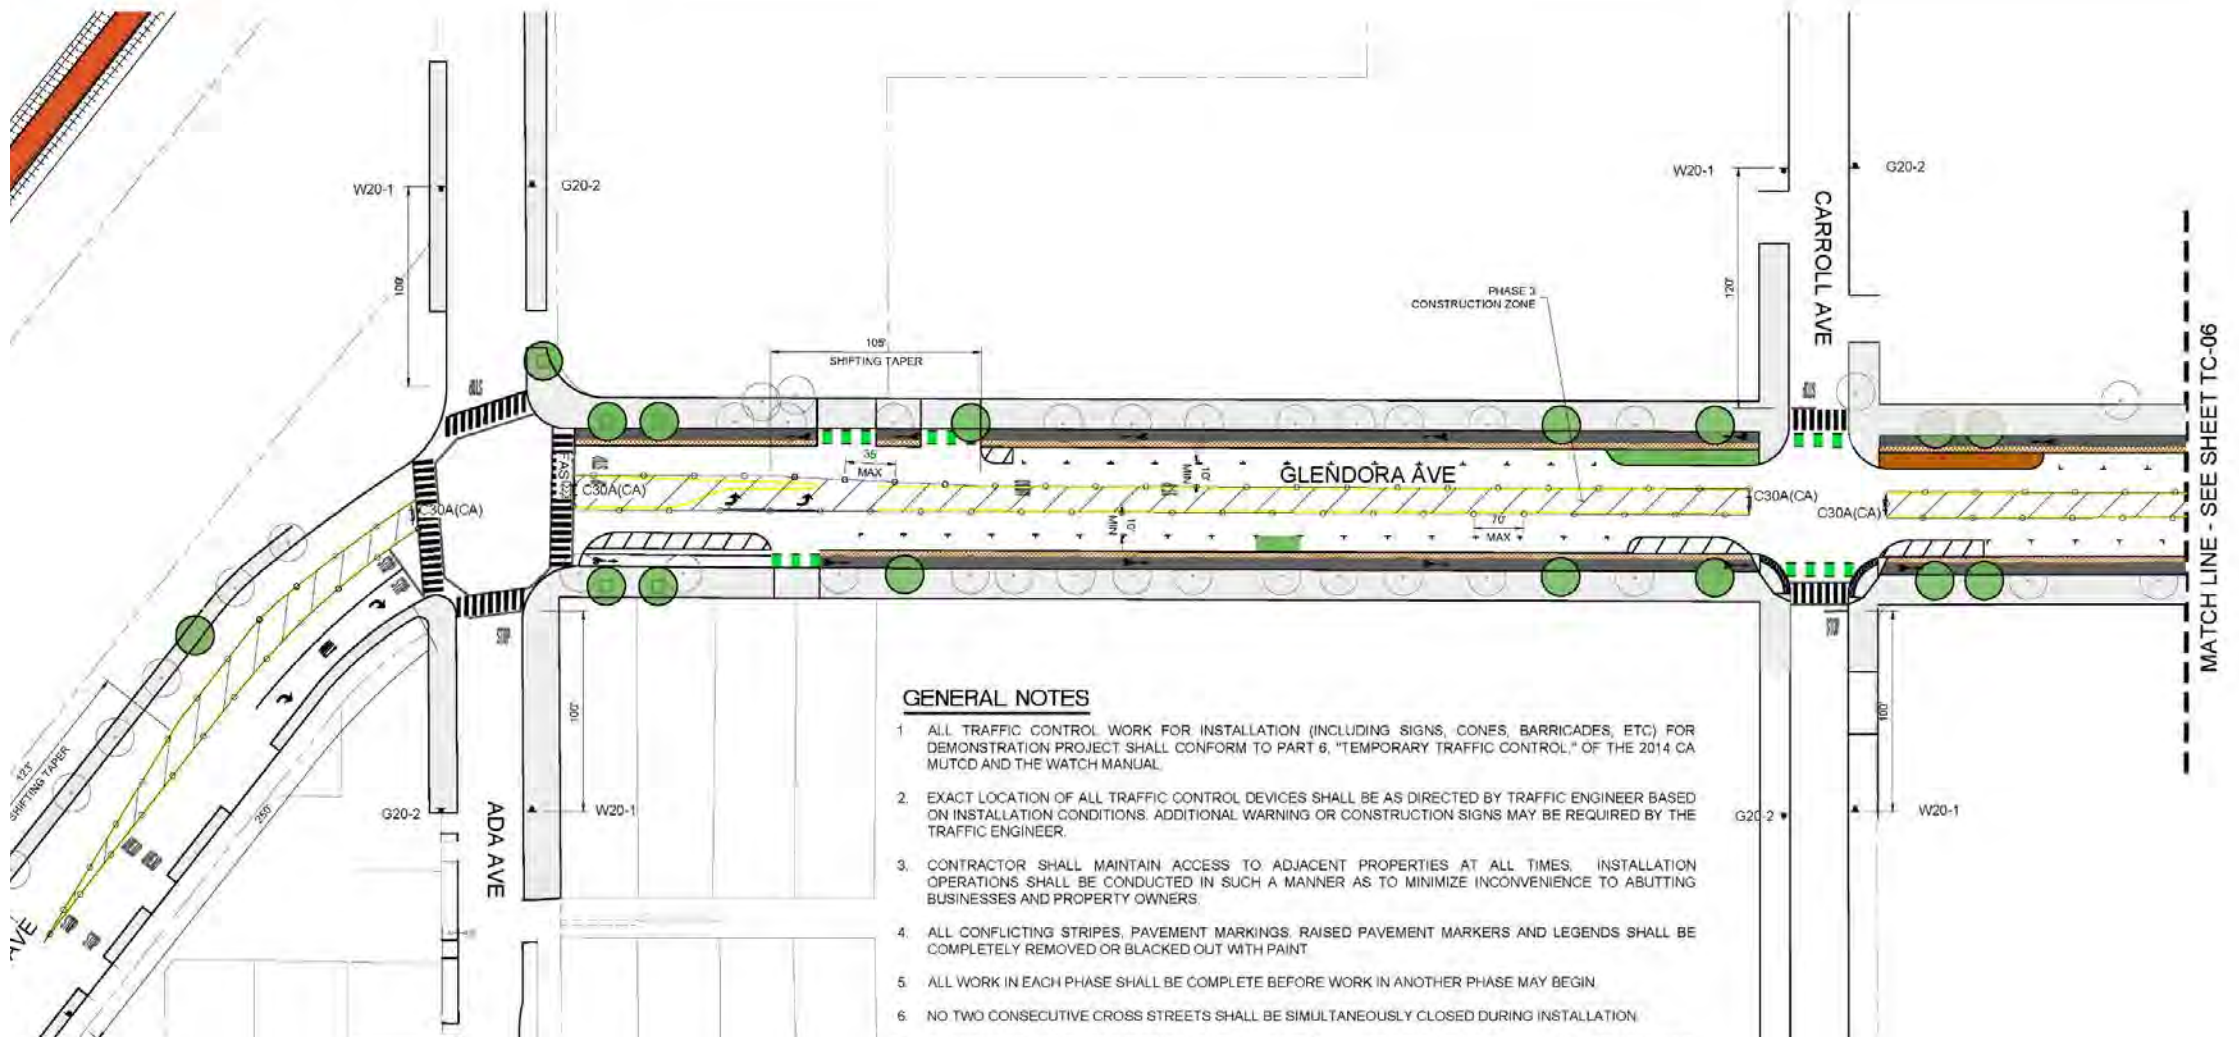 W20-1
G20-2
100'
W20-1
G20-2
CARROLL AVE
120'
PHASE 3
CONSTRUCTION ZONE
SHIFTING TAPER
STOP
STOP
35'
MAX
10'
MIN
GLENDORA AVE
C30A(CA)
C30A(CA)
C30A(CA)
C30A(CA)
10'
MIN
70'
MAX
MATCH LINE - SEE SHEET TC-06
STOP
STOP
100'
100'
123'
SHIFTING TAPER
250'
G20-2
ADA AVE
W20-1
G20-2
W20-1
AVE
GENERAL NOTES
1 ALL TRAFFIC CONTROL WORK FOR INSTALLATION (INCLUDING SIGNS, CONES, BARRICADES, ETC) FOR
DEMONSTRATION PROJECT SHALL CONFORM TO PART 6, "TEMPORARY TRAFFIC CONTROL," OF THE 2014 CA
MUTCD AND THE WATCH MANUAL.
2. EXACT LOCATION OF ALL TRAFFIC CONTROL DEVICES SHALL BE AS DIRECTED BY TRAFFIC ENGINEER BASED
ON INSTALLATION CONDITIONS. ADDITIONAL WARNING OR CONSTRUCTION SIGNS MAY BE REQUIRED BY THE
TRAFFIC ENGINEER.
3. CONTRACTOR SHALL MAINTAIN ACCESS TO ADJACENT PROPERTIES AT ALL TIMES. INSTALLATION
OPERATIONS SHALL BE CONDUCTED IN SUCH A MANNER AS TO MINIMIZE INCONVENIENCE TO ABUTTING
BUSINESSES AND PROPERTY OWNERS.
4. ALL CONFLICTING STRIPES, PAVEMENT MARKINGS, RAISED PAVEMENT MARKERS AND LEGENDS SHALL BE
COMPLETELY REMOVED OR BLACKED OUT WITH PAINT
5. ALL WORK IN EACH PHASE SHALL BE COMPLETE BEFORE WORK IN ANOTHER PHASE MAY BEGIN.
6. NO TWO CONSECUTIVE CROSS STREETS SHALL BE SIMULTANEOUSLY CLOSED DURING INSTALLATION.